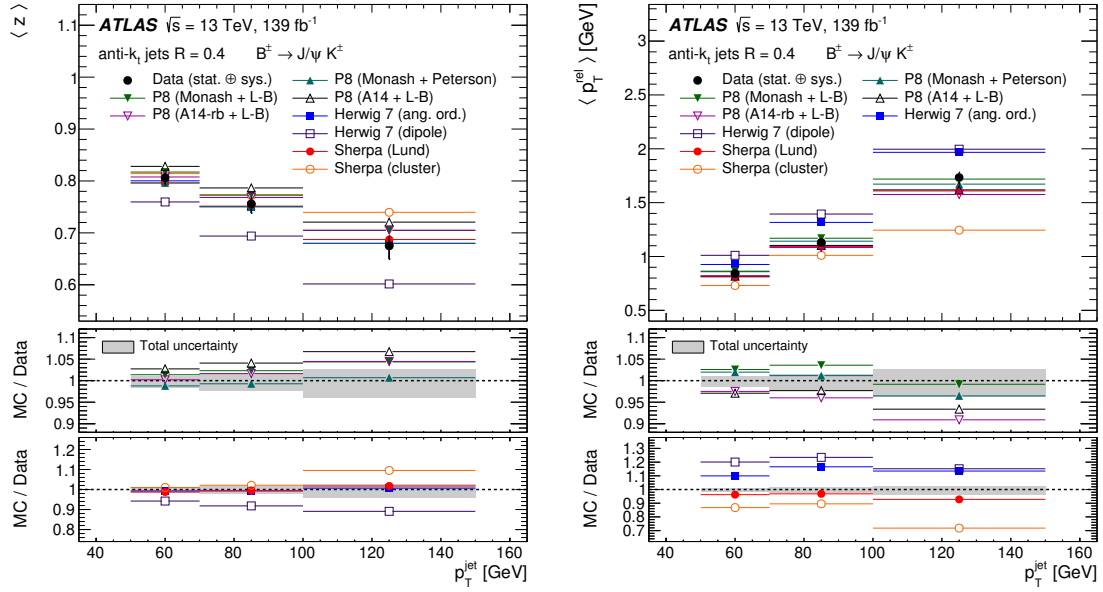 ⟨ z ⟩
ATLAS √s = 13 TeV, 139 fb⁻¹
anti-kₜ jets R = 0.4 B± → J/ψ K±
Data (stat. ⊕ sys.)
P8 (Monash + L-B)
P8 (A14-rb + L-B)
P8 (Monash + Peterson)
P8 (A14 + L-B)
Herwig 7 (ang. ord.)
Herwig 7 (dipole)
Sherpa (Lund)
Sherpa (cluster)
1.1
1
0.9
0.8
0.7
0.6
MC / Data
Total uncertainty
1.1
1.05
1
0.95
0.9
MC / Data
1.2
1.1
1
0.9
0.8
40 60 80 100 120 140 160
p_T^jet [GeV]
⟨ p_T^rel ⟩ [GeV]
ATLAS √s = 13 TeV, 139 fb⁻¹
anti-kₜ jets R = 0.4 B± → J/ψ K±
Data (stat. ⊕ sys.)
P8 (Monash + L-B)
P8 (A14-rb + L-B)
Herwig 7 (dipole)
Sherpa (Lund)
Sherpa (cluster)
P8 (Monash + Peterson)
P8 (A14 + L-B)
Herwig 7 (ang. ord.)
3
2.5
2
1.5
1
0.5
MC / Data
Total uncertainty
1.1
1.05
1
0.95
0.9
MC / Data
1.3
1.2
1.1
1
0.9
0.8
0.7
40 60 80 100 120 140 160
p_T^jet [GeV]